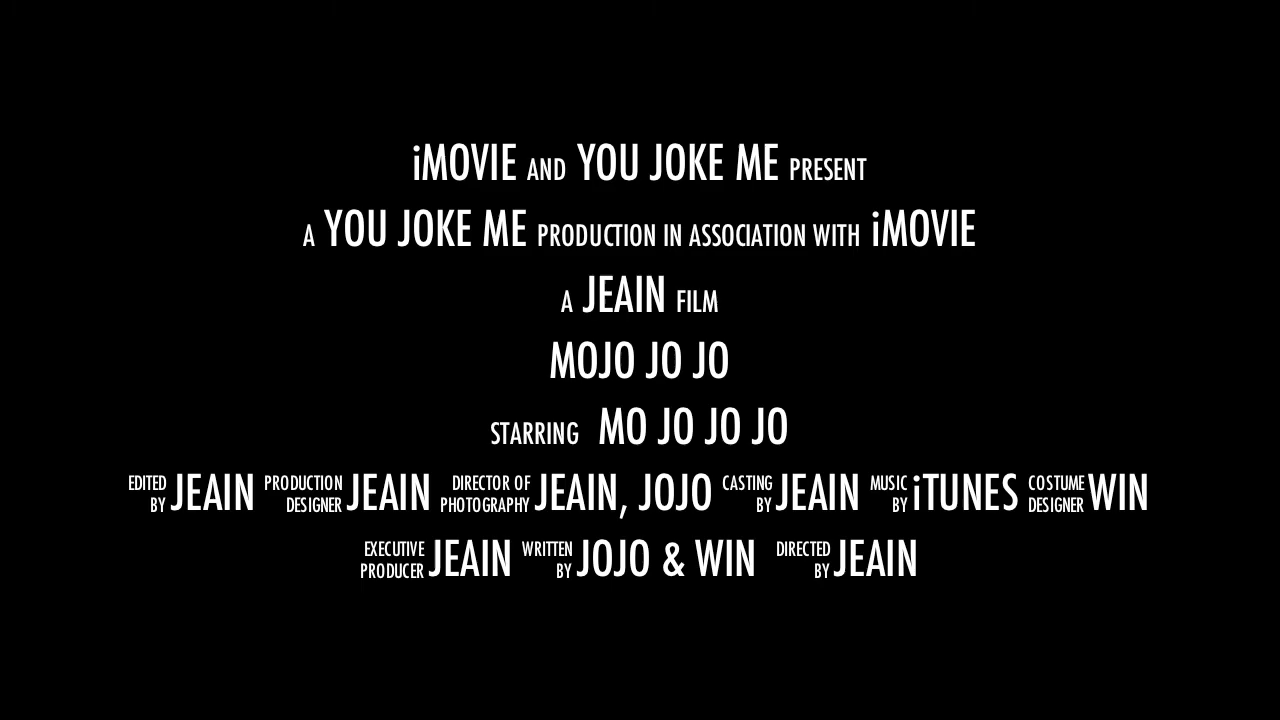 iMOVIE AND YOU JOKE ME PRESENT
A YOU JOKE ME PRODUCTION IN ASSOCIATION WITH iMOVIE
A JEAIN FILM
MOJO JO JO
STARRING MO JO JO JO
EDITED BY JEAIN PRODUCTION DESIGNER JEAIN DIRECTOR OF PHOTOGRAPHY JEAIN, JOJO CASTING BY JEAIN MUSIC BY iTUNES COSTUME DESIGNER WIN
EXECUTIVE PRODUCER JEAIN WRITTEN BY JOJO & WIN DIRECTED BY JEAIN